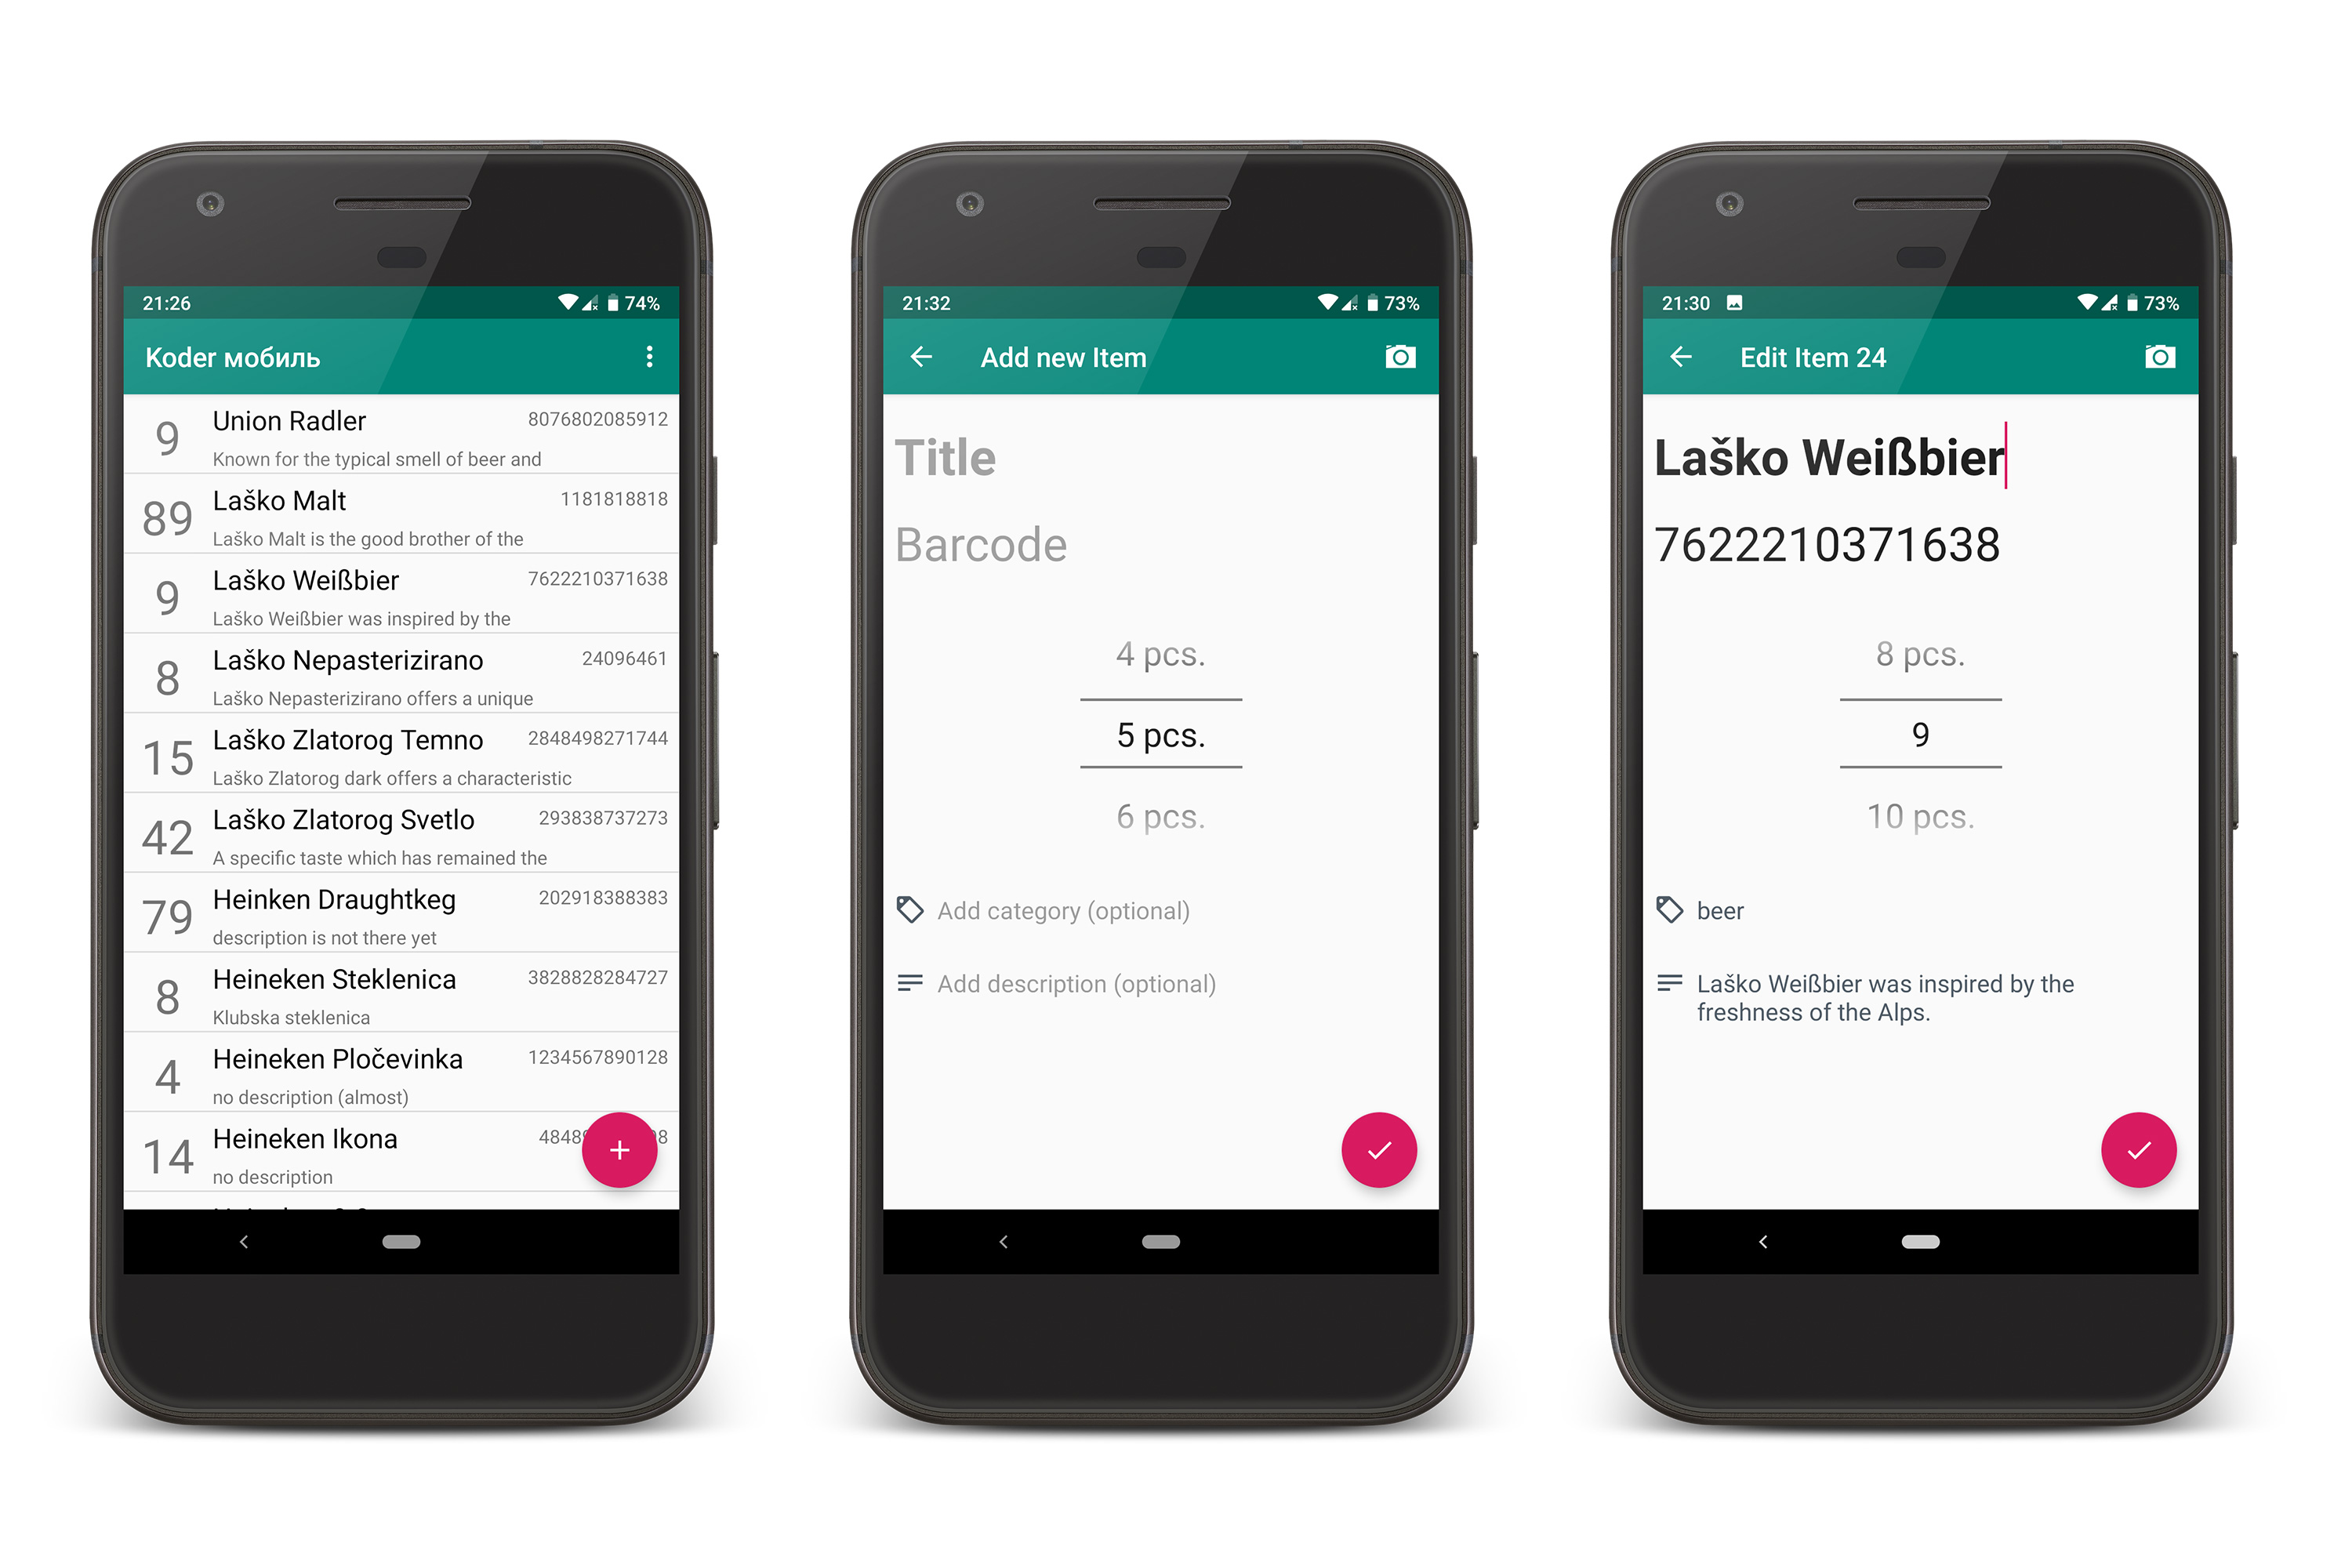 21:26 74%
Koder мобиль
9 Union Radler 8076802085912
Known for the typical smell of beer and
89 Laško Malt 1181818818
Laško Malt is the good brother of the
9 Laško Weißbier 7622210371638
Laško Weißbier was inspired by the
8 Laško Nepasterizirano 24096461
Laško Nepasterizirano offers a unique
15 Laško Zlatorog Temno 2848498271744
Laško Zlatorog dark offers a characteristic
42 Laško Zlatorog Svetlo 293838737273
A specific taste which has remained the
79 Heinken Draughtkeg 202918388383
description is not there yet
8 Heineken Steklenica 3828828284727
Klubska steklenica
4 Heineken Pločevinka 1234567890128
no description (almost)
14 Heineken Ikona
no description
21:32 73%
Add new Item
Title
Barcode
4 pcs.
5 pcs.
6 pcs.
Add category (optional)
Add description (optional)
21:30 73%
Edit Item 24
Laško Weißbier
7622210371638
8 pcs.
9
10 pcs.
beer
Laško Weißbier was inspired by the
freshness of the Alps.